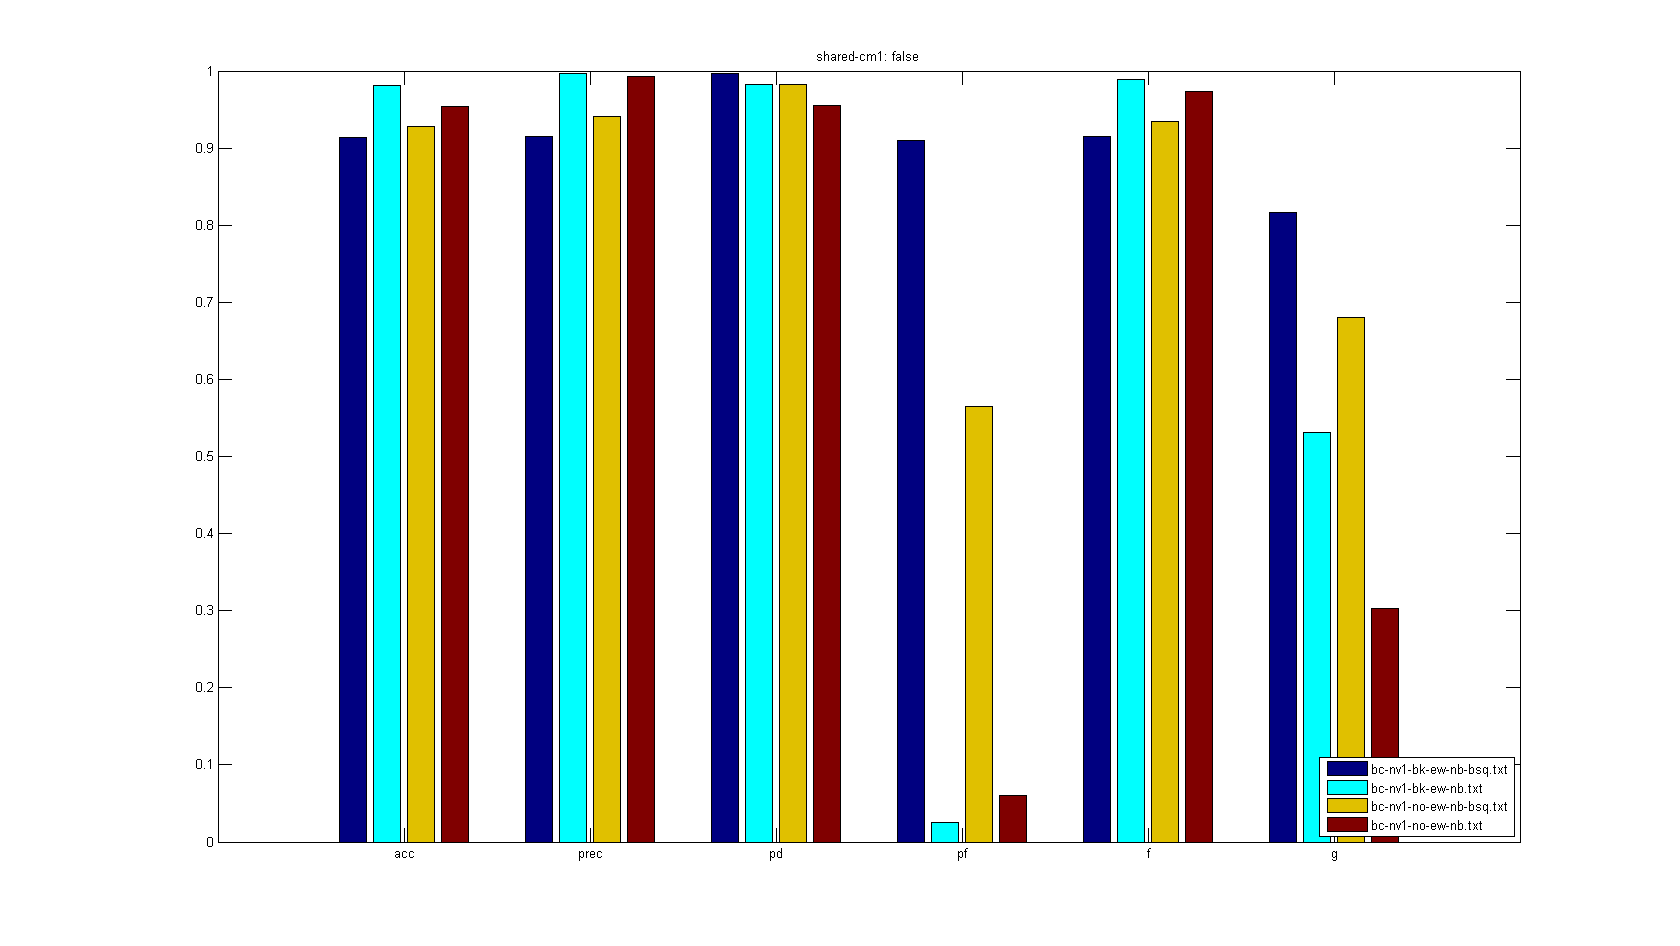 shared-cm1: false
1
0.9
0.8
0.7
0.6
0.5
0.4
0.3
0.2
0.1
0
acc prec pd pf f g
bc-nv1-bk-ew-nb-bsq.txt
bc-nv1-bk-ew-nb.txt
bc-nv1-no-ew-nb-bsq.txt
bc-nv1-no-ew-nb.txt